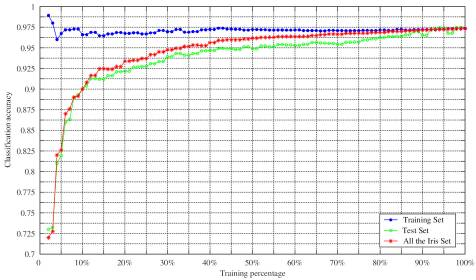 1
0.975
0.95
0.925
0.9
0.875
0.85
0.825
0.8
0.775
0.75
0.725
0.7
Classification accuracy
0 10% 20% 30% 40% 50% 60% 70% 80% 90% 100%
Training percentage
Training Set
Test Set
All the Iris Set